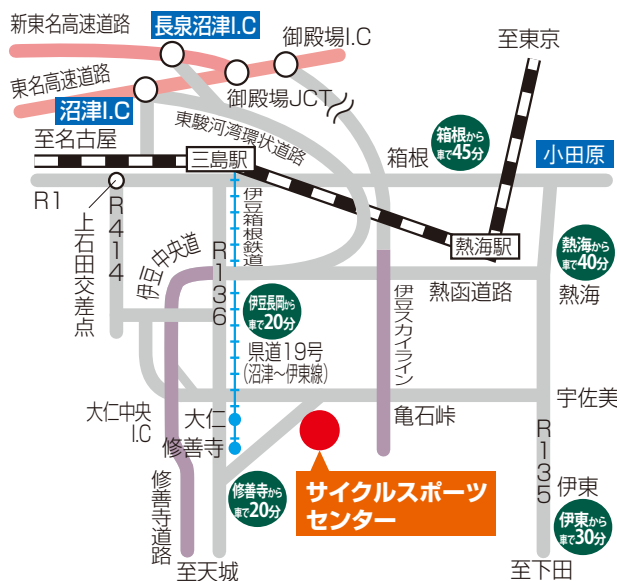 新東名高速道路
長泉沼津I.C
御殿場I.C
至東京
東名高速道路
沼津I.C
御殿場JCT
至名古屋
東駿河湾環状道路
三島駅
箱根
箱根から
車で45分
小田原
R1
R414
上石田交差点
伊豆中央道
R136
伊豆箱根鉄道
熱海駅
熱海から
車で40分
熱函道路
熱海
伊豆スカイライン
伊豆長岡から
車で20分
県道19号
(沼津～伊東線)
大仁中央
I.C
大仁
修善寺
亀石峠
宇佐美
R135
修善寺道路
修善寺から
車で20分
サイクルスポーツ
センター
伊東
伊東から
車で30分
至天城
至下田